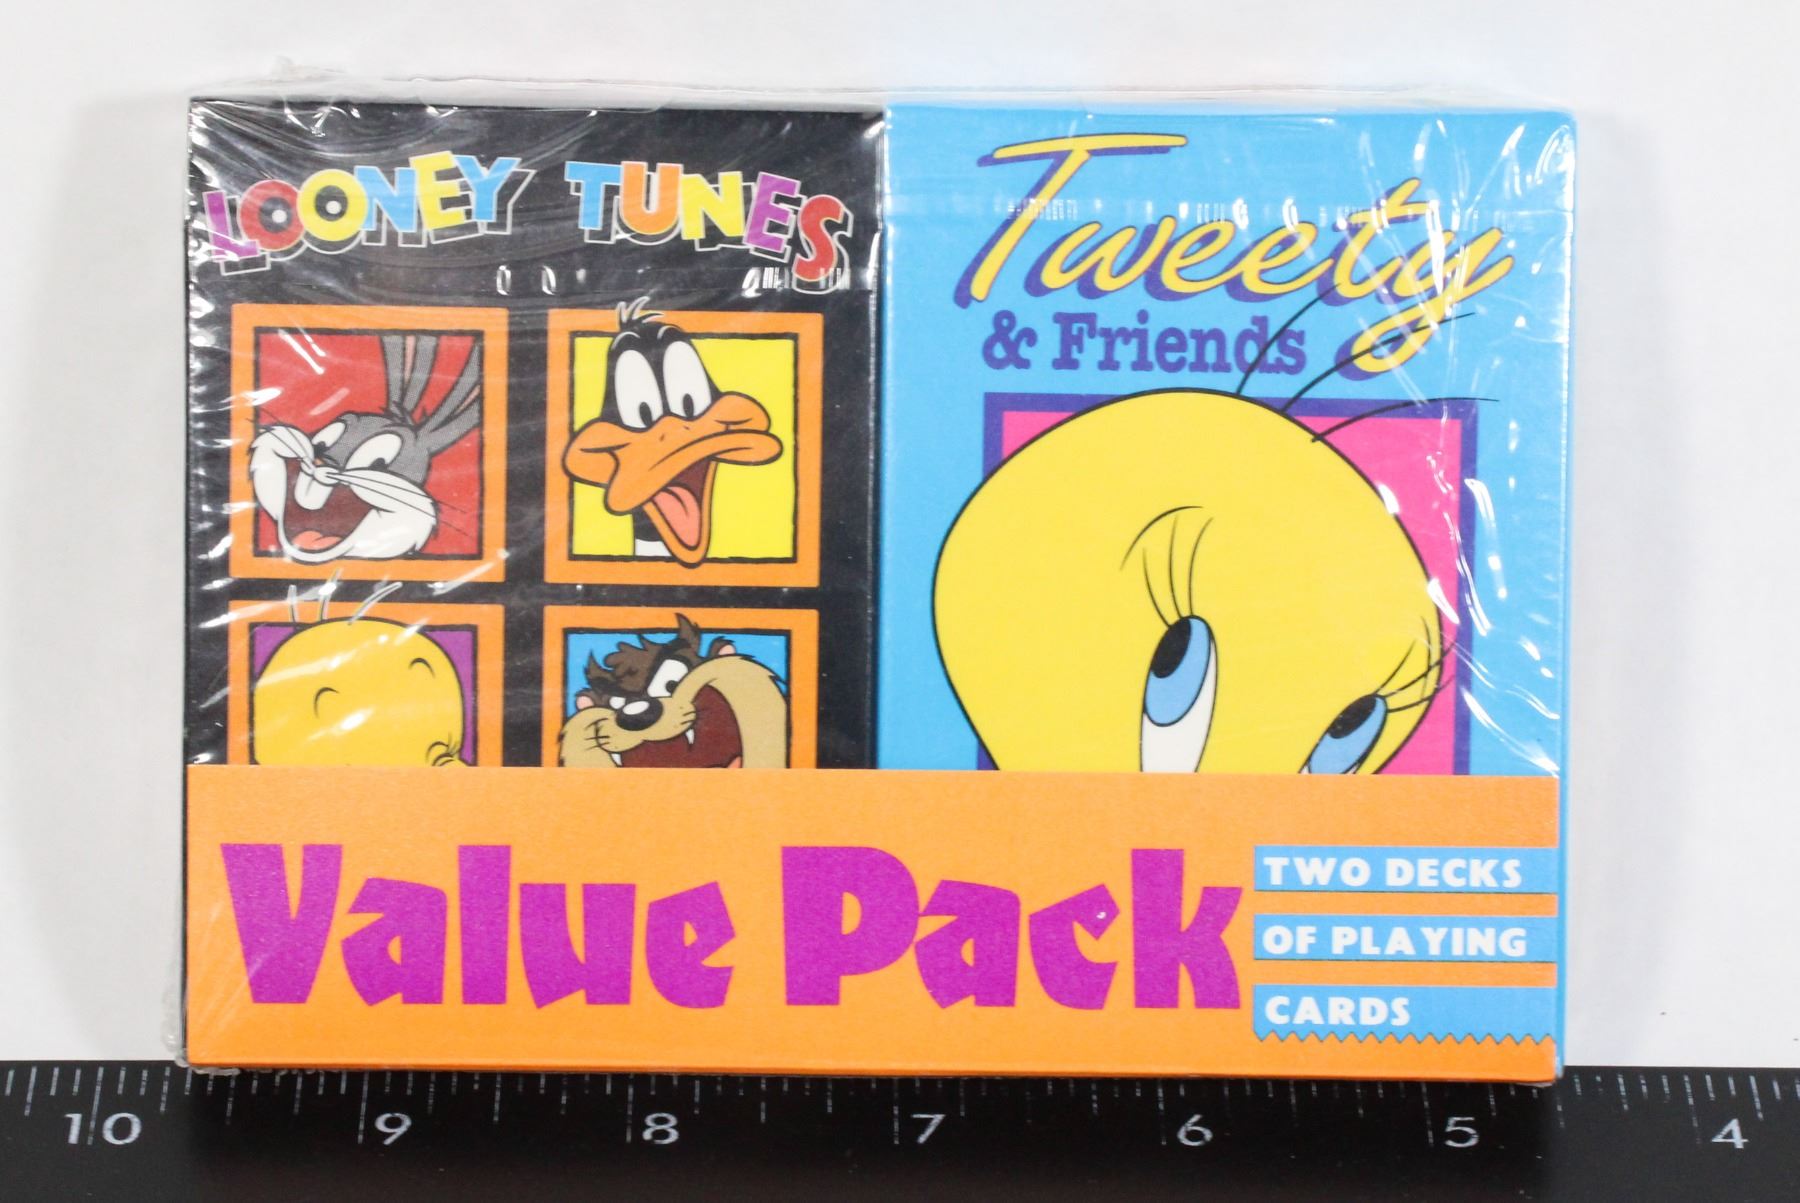 LOONEY TUNES
Tweety
& Friends
Value Pack
TWO DECKS
OF PLAYING
CARDS
10 9 8 7 6 5 4